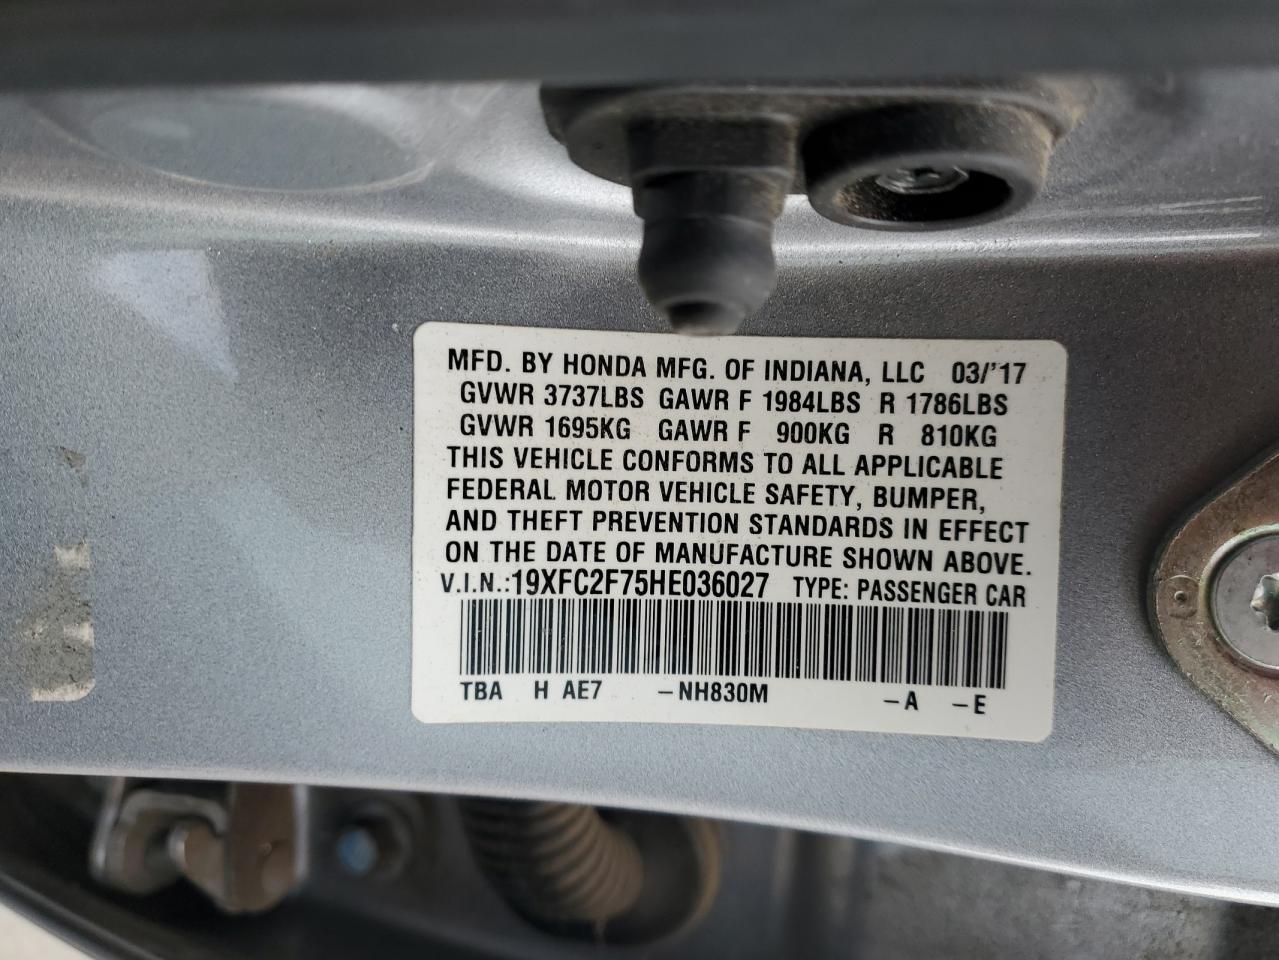 MFD. BY HONDA MFG. OF INDIANA, LLC 03/'17
GVWR 3737LBS GAWR F 1984LBS R 1786LBS
GVWR 1695KG GAWR F 900KG R 810KG
THIS VEHICLE CONFORMS TO ALL APPLICABLE
FEDERAL MOTOR VEHICLE SAFETY, BUMPER,
AND THEFT PREVENTION STANDARDS IN EFFECT
ON THE DATE OF MANUFACTURE SHOWN ABOVE.
V.I.N.:19XFC2F75HE036027 TYPE: PASSENGER CAR
TBA H AE7 -NH830M -A -E